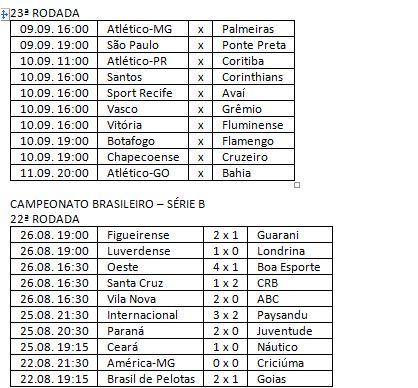 23ª RODADA
09.09. 16:00 Atlético-MG x Palmeiras
09.09. 19:00 São Paulo x Ponte Preta
10.09. 11:00 Atlético-PR x Coritiba
10.09. 16:00 Santos x Corinthians
10.09. 16:00 Sport Recife x Avaí
10.09. 16:00 Vasco x Grêmio
10.09. 16:00 Vitória x Fluminense
10.09. 19:00 Botafogo x Flamengo
10.09. 19:00 Chapecoense x Cruzeiro
11.09. 20:00 Atlético-GO x Bahia
CAMPEONATO BRASILEIRO – SÉRIE B
22ª RODADA
26.08. 19:00 Figueirense 2 x 1 Guarani
26.08. 19:00 Luverdense 1 x 0 Londrina
26.08. 16:30 Oeste 4 x 1 Boa Esporte
26.08. 16:30 Santa Cruz 1 x 2 CRB
26.08. 16:30 Vila Nova 2 x 0 ABC
25.08. 21:30 Internacional 3 x 2 Paysandu
25.08. 20:30 Paraná 2 x 0 Juventude
25.08. 19:15 Ceará 1 x 0 Náutico
22.08. 21:30 América-MG 0 x 0 Criciúma
22.08. 19:15 Brasil de Pelotas 2 x 1 Goias